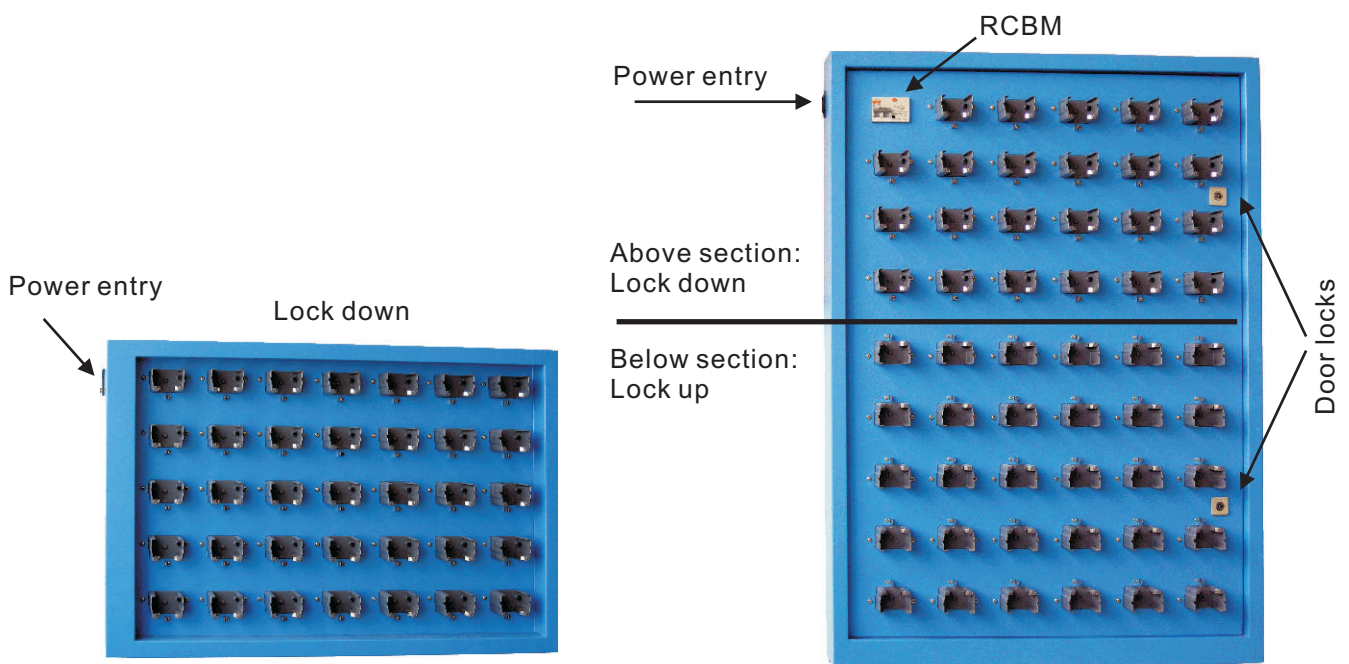 RCBM
Power entry
Above section:
Lock down
Power entry
Lock down
Below section:
Lock up
Door locks